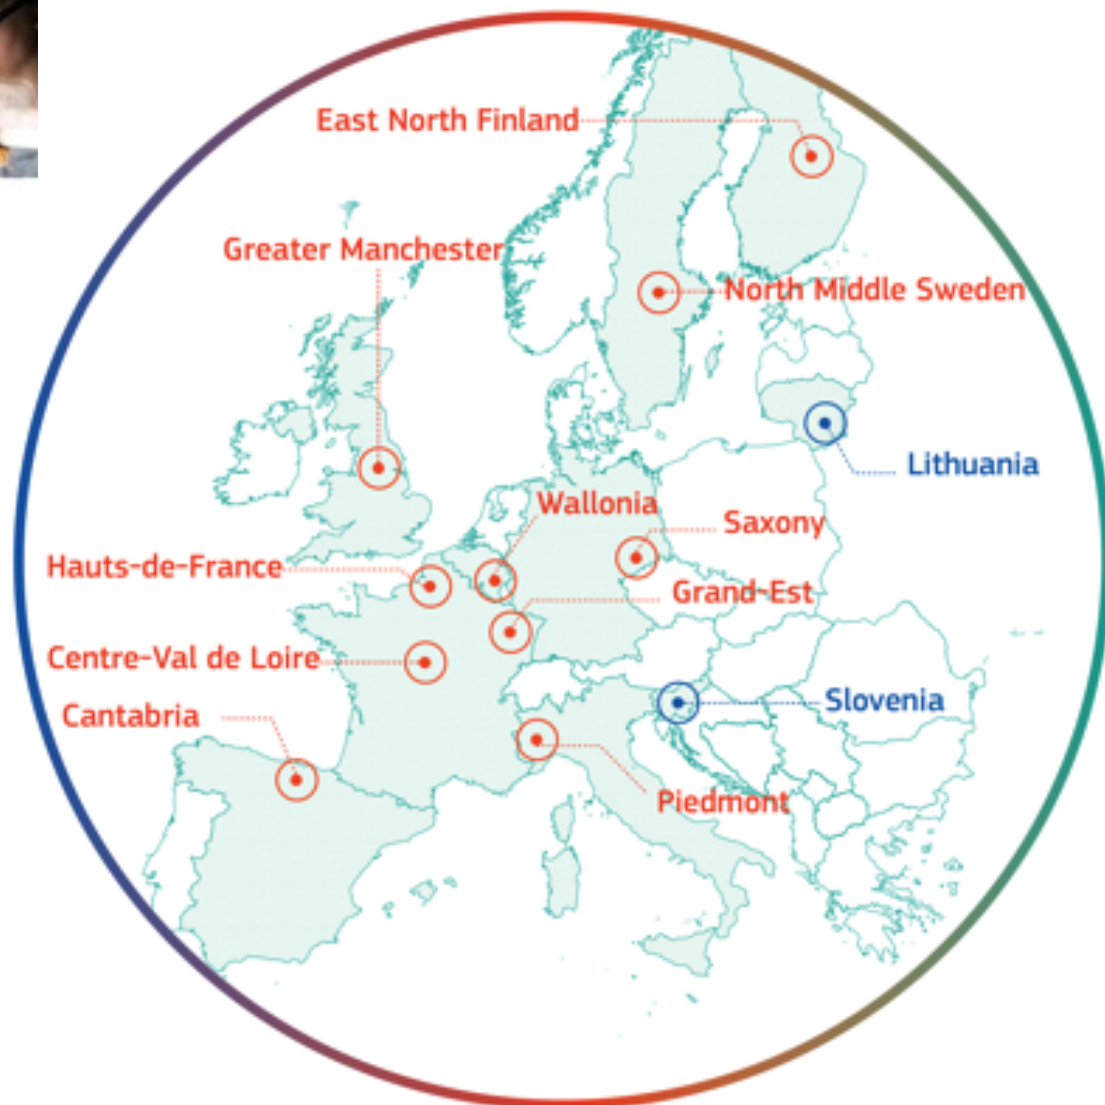 East North Finland
Greater Manchester
North Middle Sweden
Lithuania
Wallonia
Saxony
Hauts-de-France
Grand-Est
Centre-Val de Loire
Slovenia
Cantabria
Piedmont